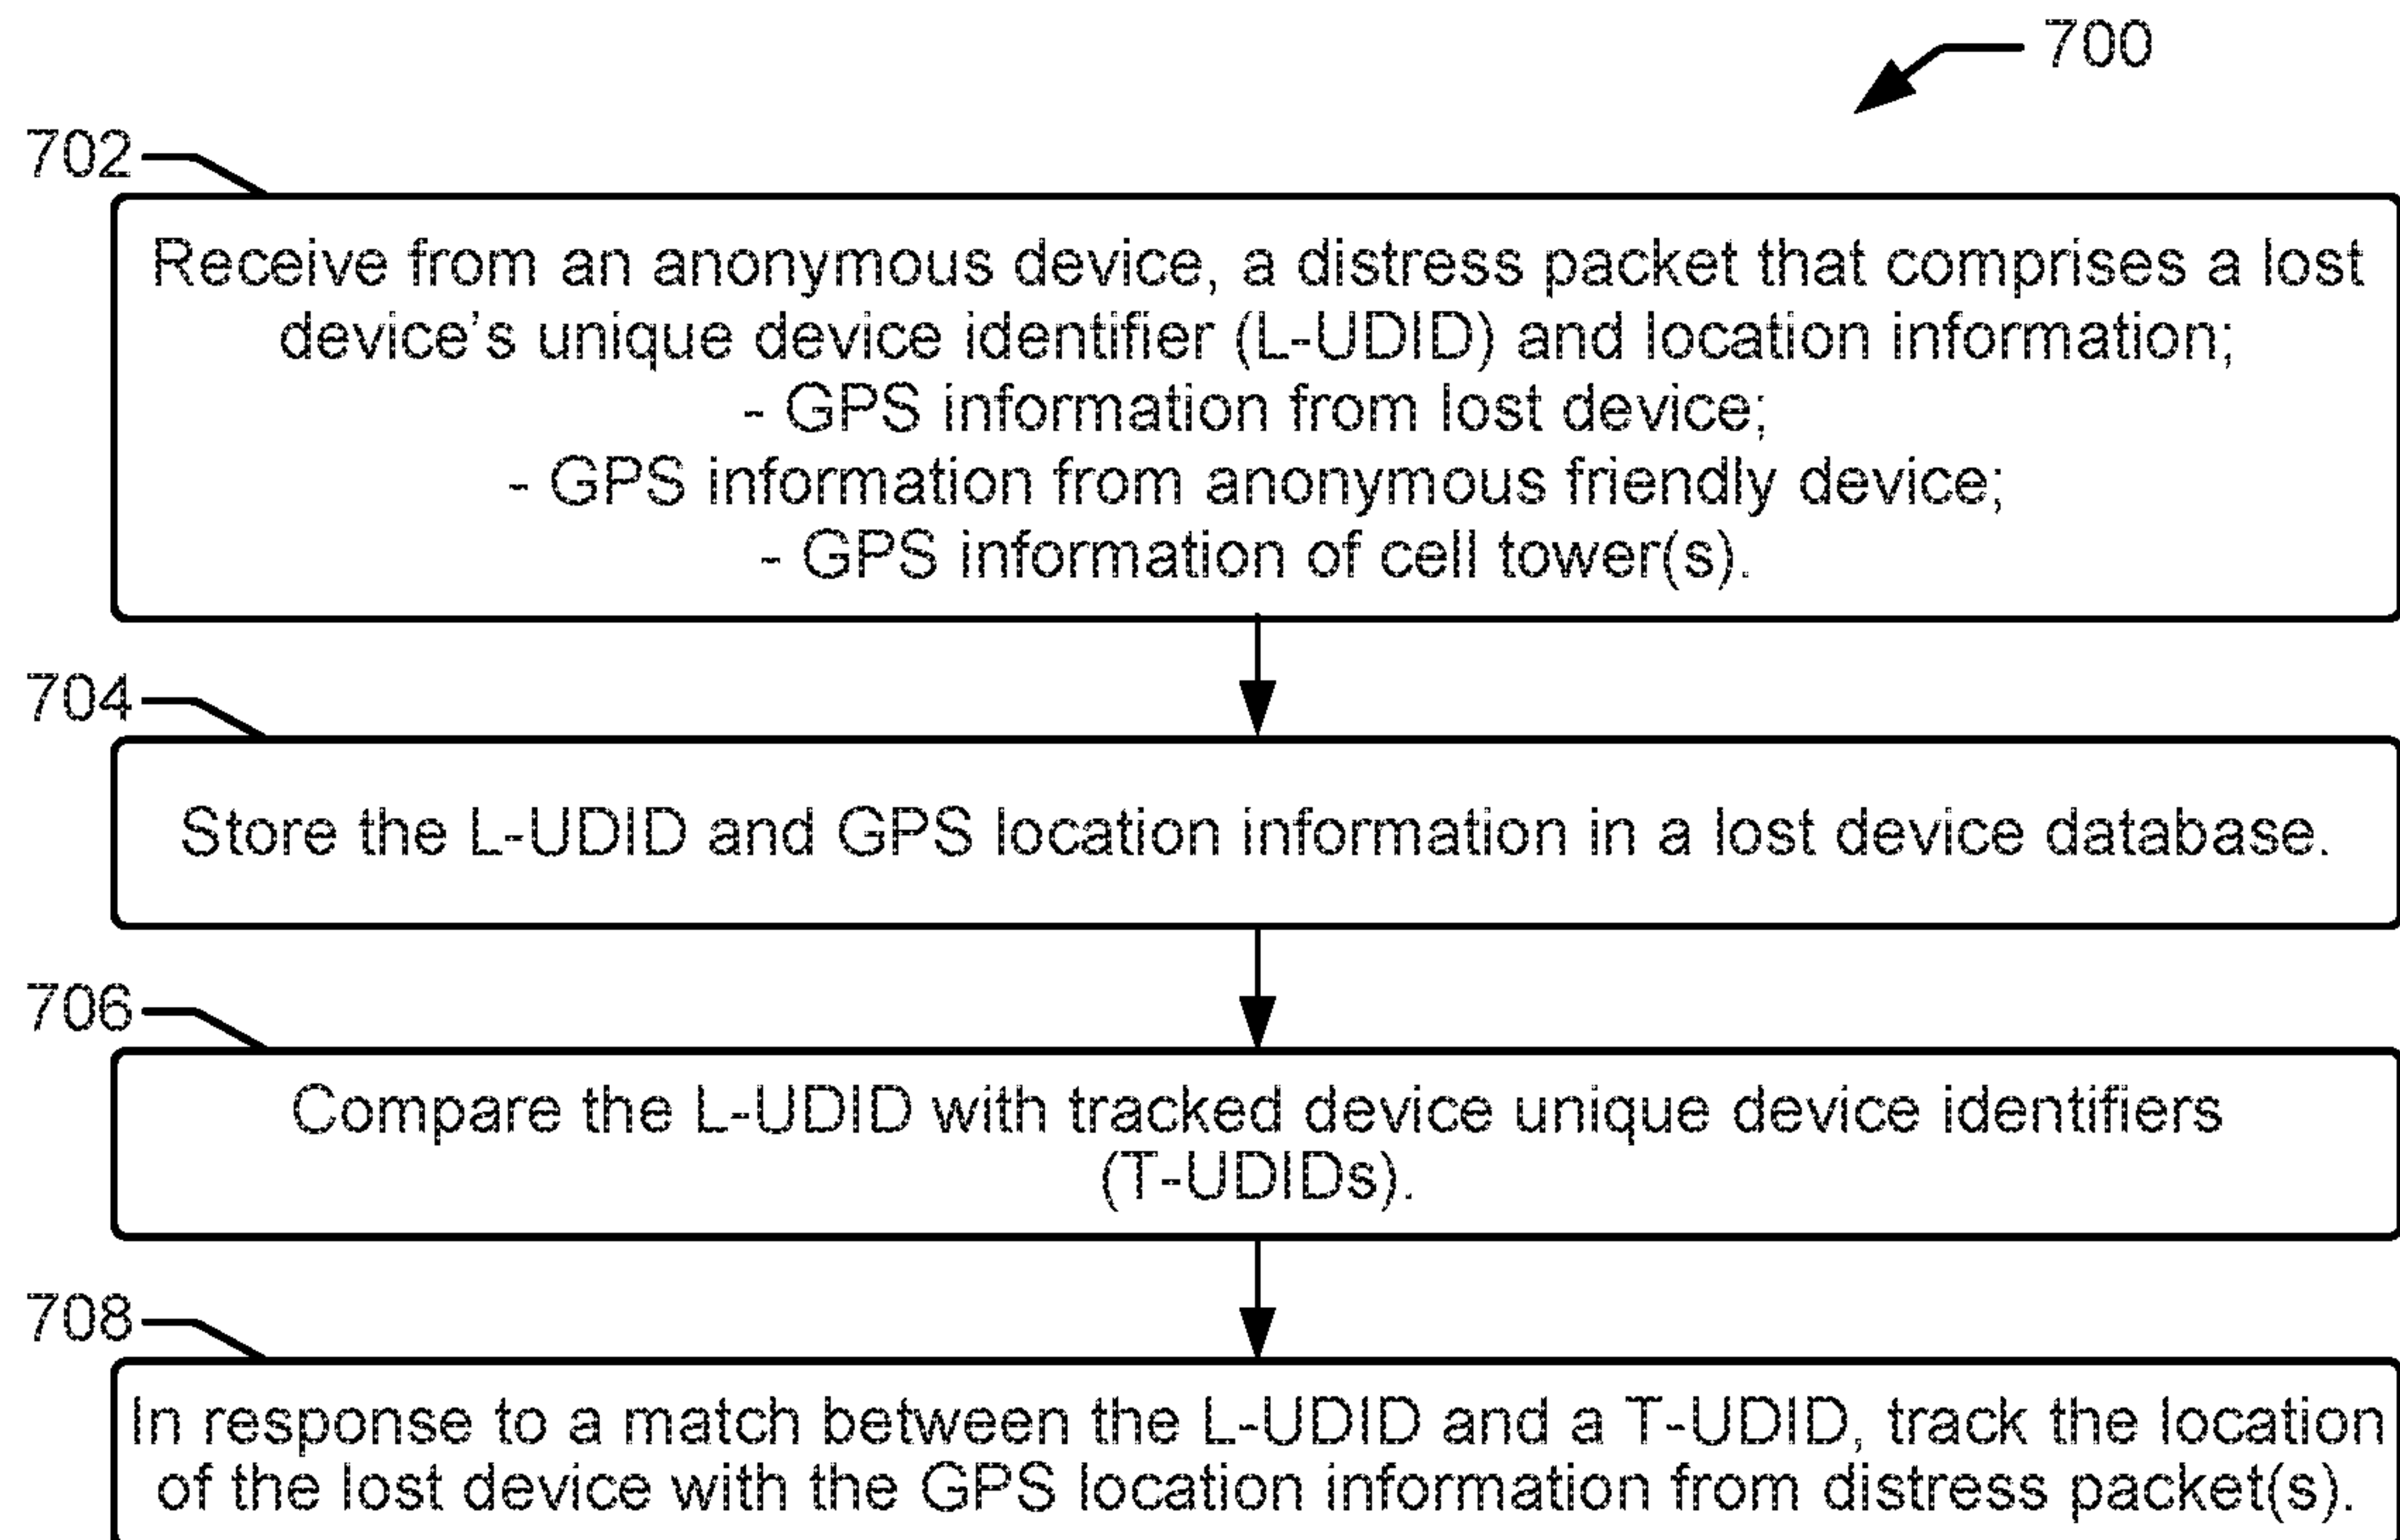 700
702
Receive from an anonymous device, a distress packet that comprises a lost
device's unique device identifier (L-UDID) and location information;
- GPS information from lost device;
- GPS information from anonymous friendly device;
- GPS information of cell tower(s).
704
Store the L-UDID and GPS location information in a lost device database.
706
Compare the L-UDID with tracked device unique device identifiers
(T-UDIDs).
708
In response to a match between the L-UDID and a T-UDID, track the location
of the lost device with the GPS location information from distress packet(s).